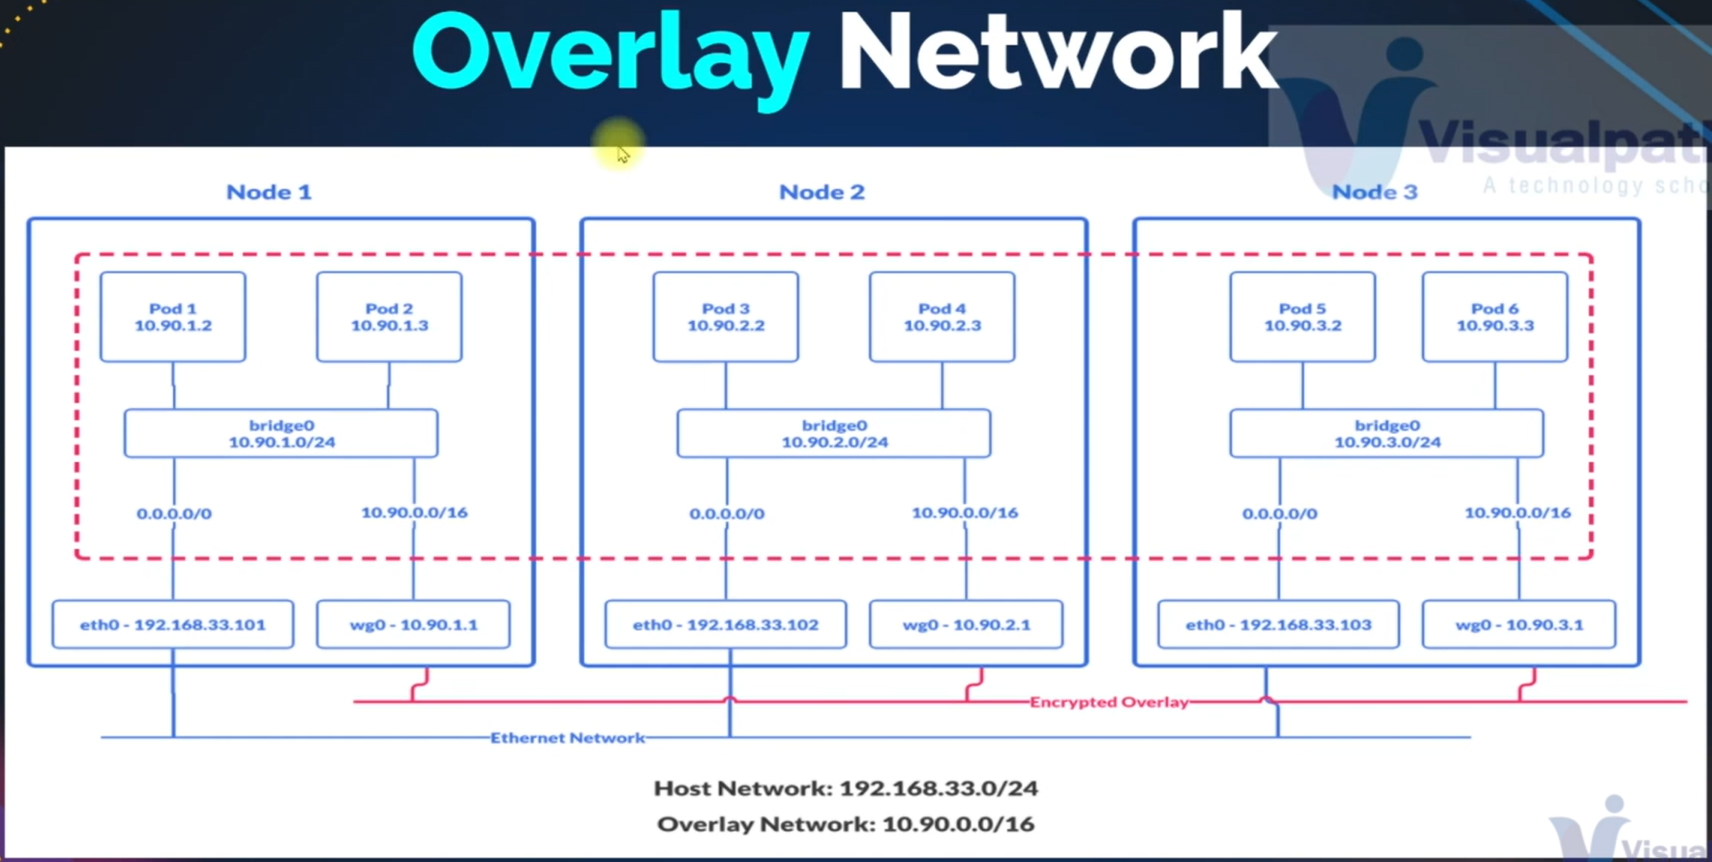 Overlay Network
Visualpat
A technology scho
Node 1
Node 2
Node 3
Pod 1
10.90.1.2
Pod 2
10.90.1.3
Pod 3
10.90.2.2
Pod 4
10.90.2.3
Pod 5
10.90.3.2
Pod 6
10.90.3.3
bridge0
10.90.1.0/24
bridge0
10.90.2.0/24
bridge0
10.90.3.0/24
0.0.0.0/0
10.90.0.0/16
0.0.0.0/0
10.90.0.0/16
0.0.0.0/0
10.90.0.0/16
eth0 - 192.168.33.101
wg0 - 10.90.1.1
eth0 - 192.168.33.102
wg0 - 10.90.2.1
eth0 - 192.168.33.103
wg0 - 10.90.3.1
Encrypted Overlay
Ethernet Network
Host Network: 192.168.33.0/24
Overlay Network: 10.90.0.0/16
Visua